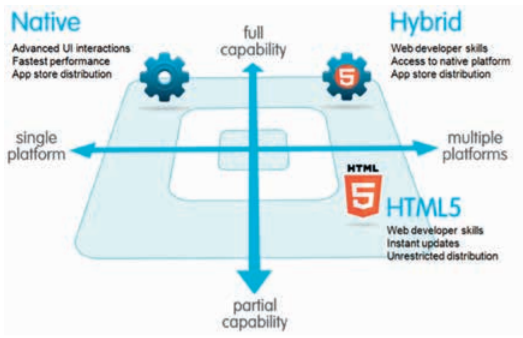 Native
Advanced UI interactions
Fastest performance
App store distribution
full
capability
Hybrid
Web developer skills
Access to native platform
App store distribution
5
single
platform
multiple
platforms
HTML
5
HTML5
Web developer skills
Instant updates
Unrestricted distribution
partial
capability